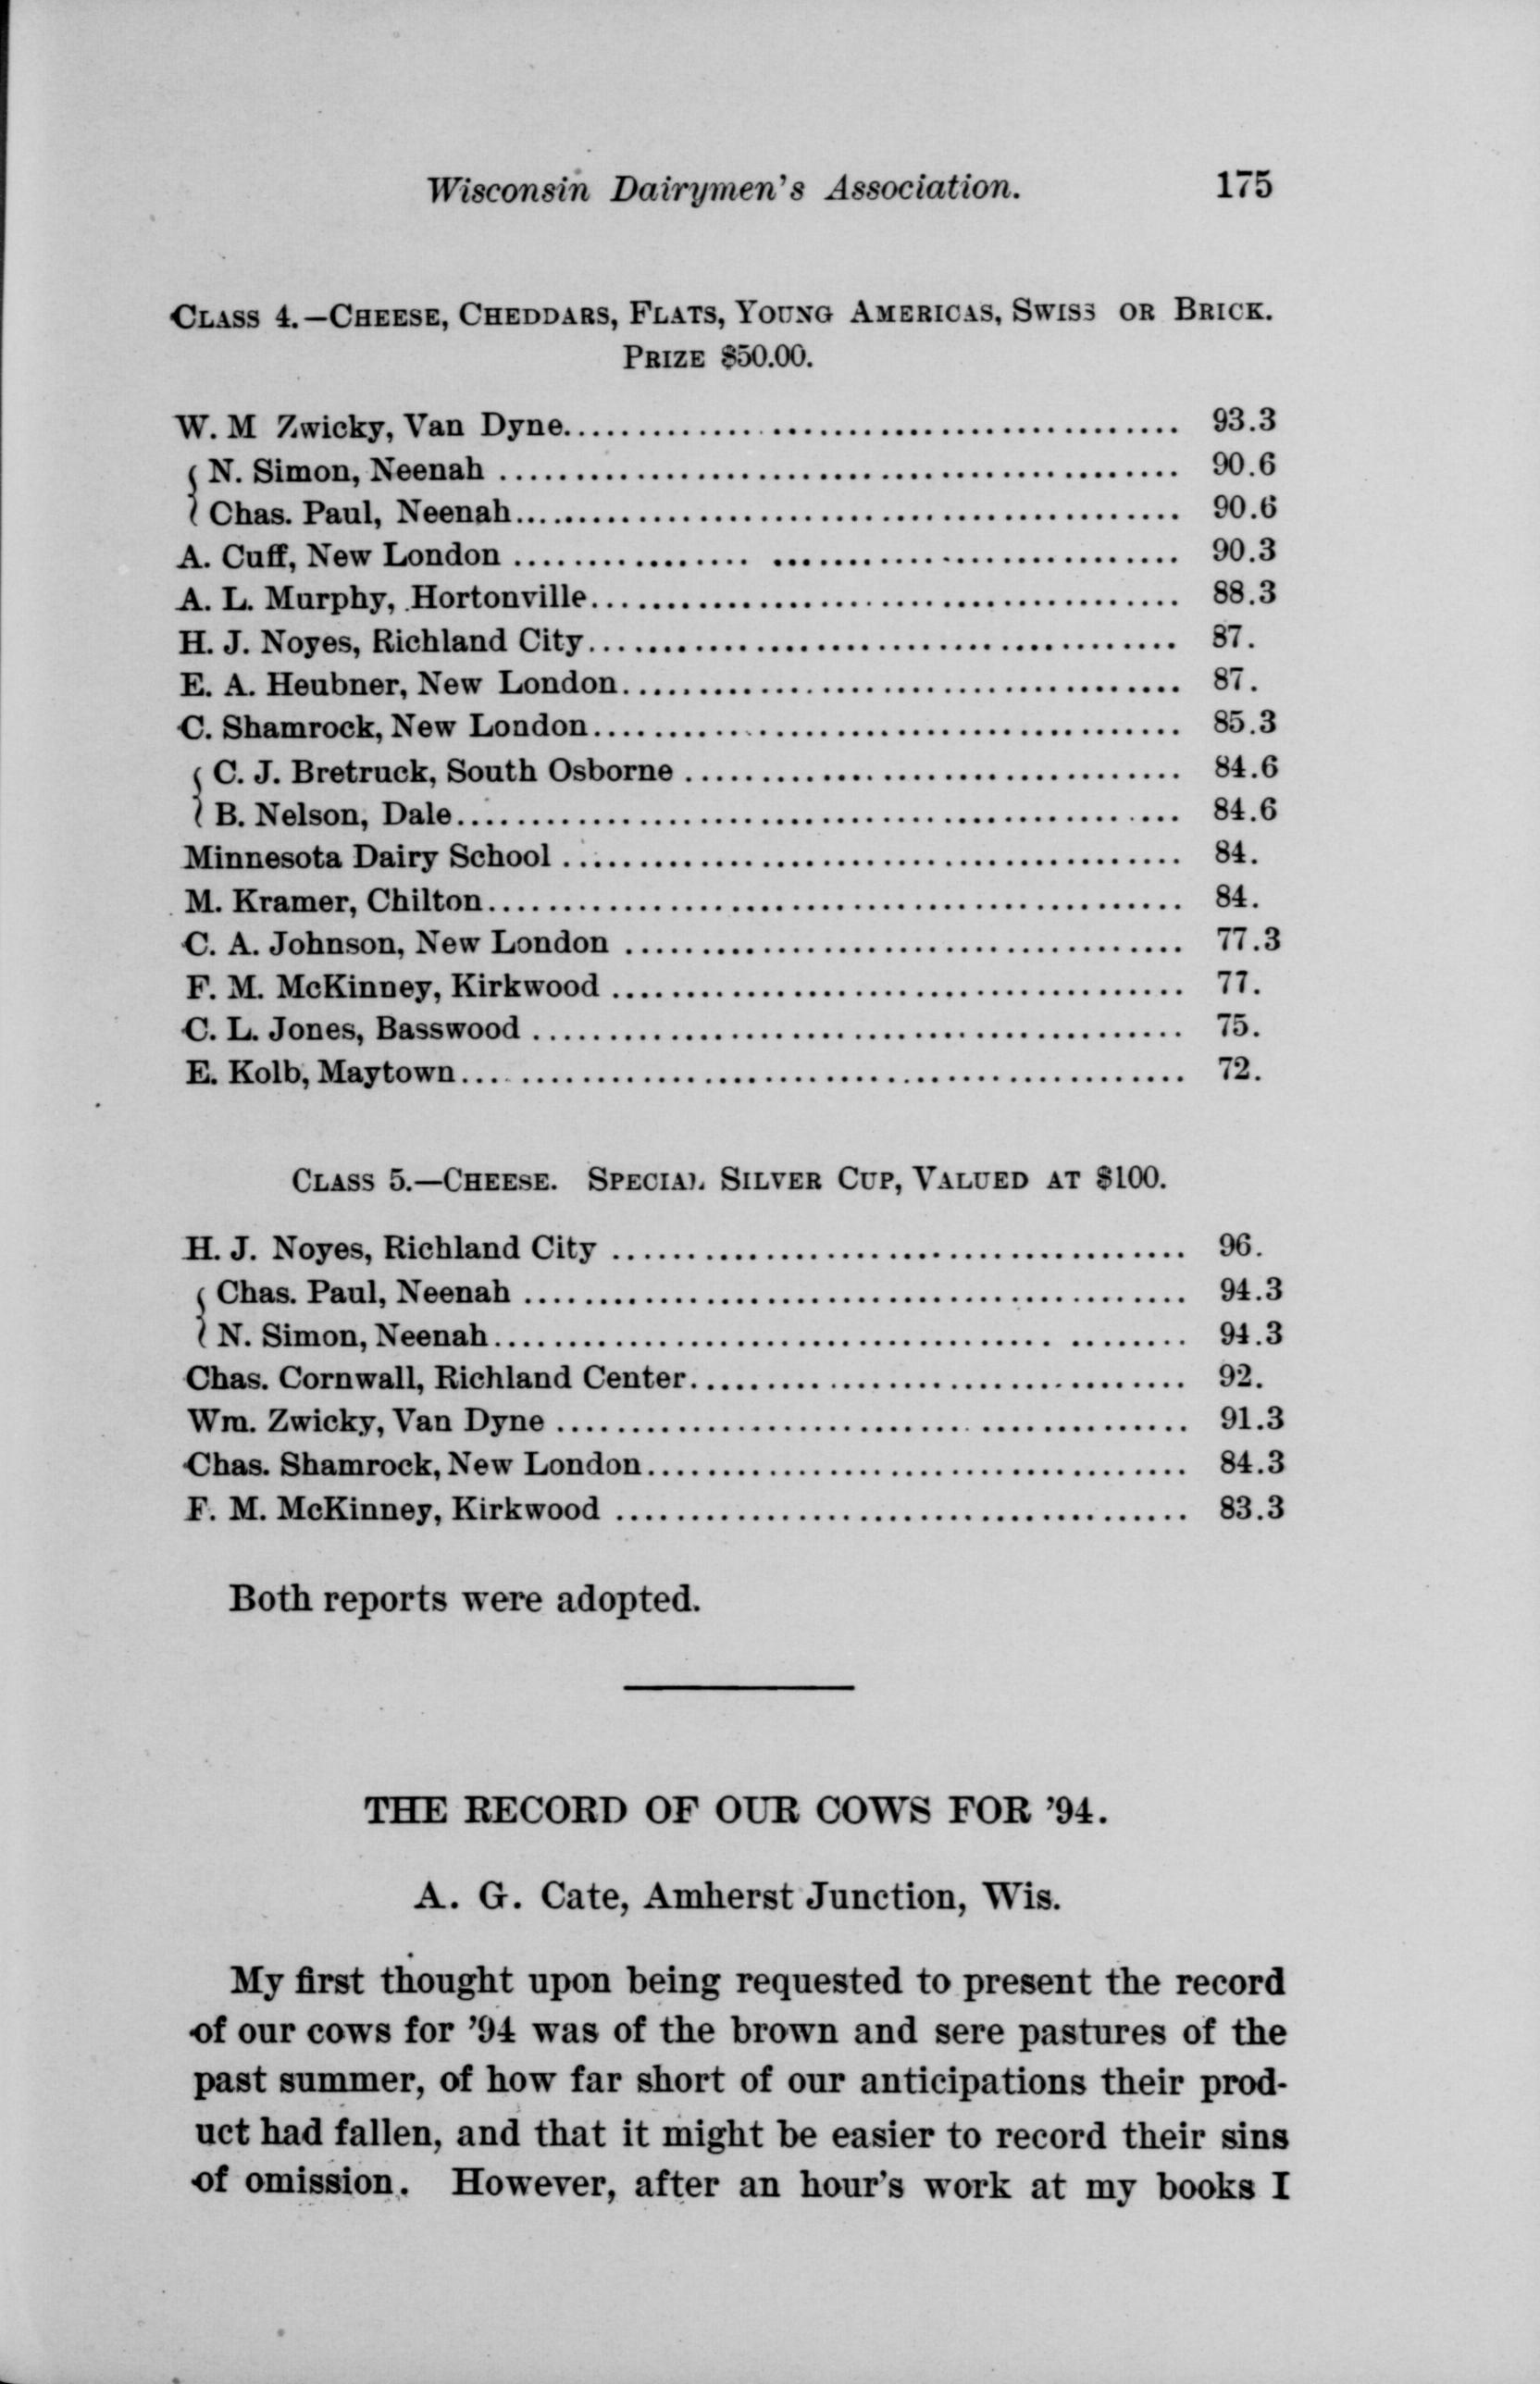 Wisconsin Dairymen's Association. 175
CLASS 4.—CHEESE, CHEDDARS, FLATS, YOUNG AMERICAS, SWISS OR BRICK.
PRIZE $50.00.
W. M Zwicky, Van Dyne........................................ 93.3
{ N. Simon, Neenah ........................................ 90.6
{ Chas. Paul, Neenah........................................ 90.6
A. Cuff, New London ........................................ 90.3
A. L. Murphy, Hortonville........................................ 88.3
H. J. Noyes, Richland City........................................ 87.
E. A. Heubner, New London........................................ 87.
C. Shamrock, New London........................................ 85.3
{ C. J. Bretruck, South Osborne ........................................ 84.6
{ B. Nelson, Dale........................................ 84.6
Minnesota Dairy School ........................................ 84.
M. Kramer, Chilton........................................ 84.
C. A. Johnson, New London ........................................ 77.3
F. M. McKinney, Kirkwood ........................................ 77.
C. L. Jones, Basswood ........................................ 75.
E. Kolb, Maytown........................................ 72.
CLASS 5.—CHEESE. SPECIAL SILVER CUP, VALUED AT $100.
H. J. Noyes, Richland City ........................................ 96.
{ Chas. Paul, Neenah ........................................ 94.3
{ N. Simon, Neenah........................................ 94.3
Chas. Cornwall, Richland Center........................................ 92.
Wm. Zwicky, Van Dyne ........................................ 91.3
Chas. Shamrock, New London........................................ 84.3
F. M. McKinney, Kirkwood ........................................ 83.3
Both reports were adopted.
THE RECORD OF OUR COWS FOR '94.
A. G. Cate, Amherst Junction, Wis.
My first thought upon being requested to present the record
of our cows for '94 was of the brown and sere pastures of the
past summer, of how far short of our anticipations their prod-
uct had fallen, and that it might be easier to record their sins
of omission. However, after an hour's work at my books I